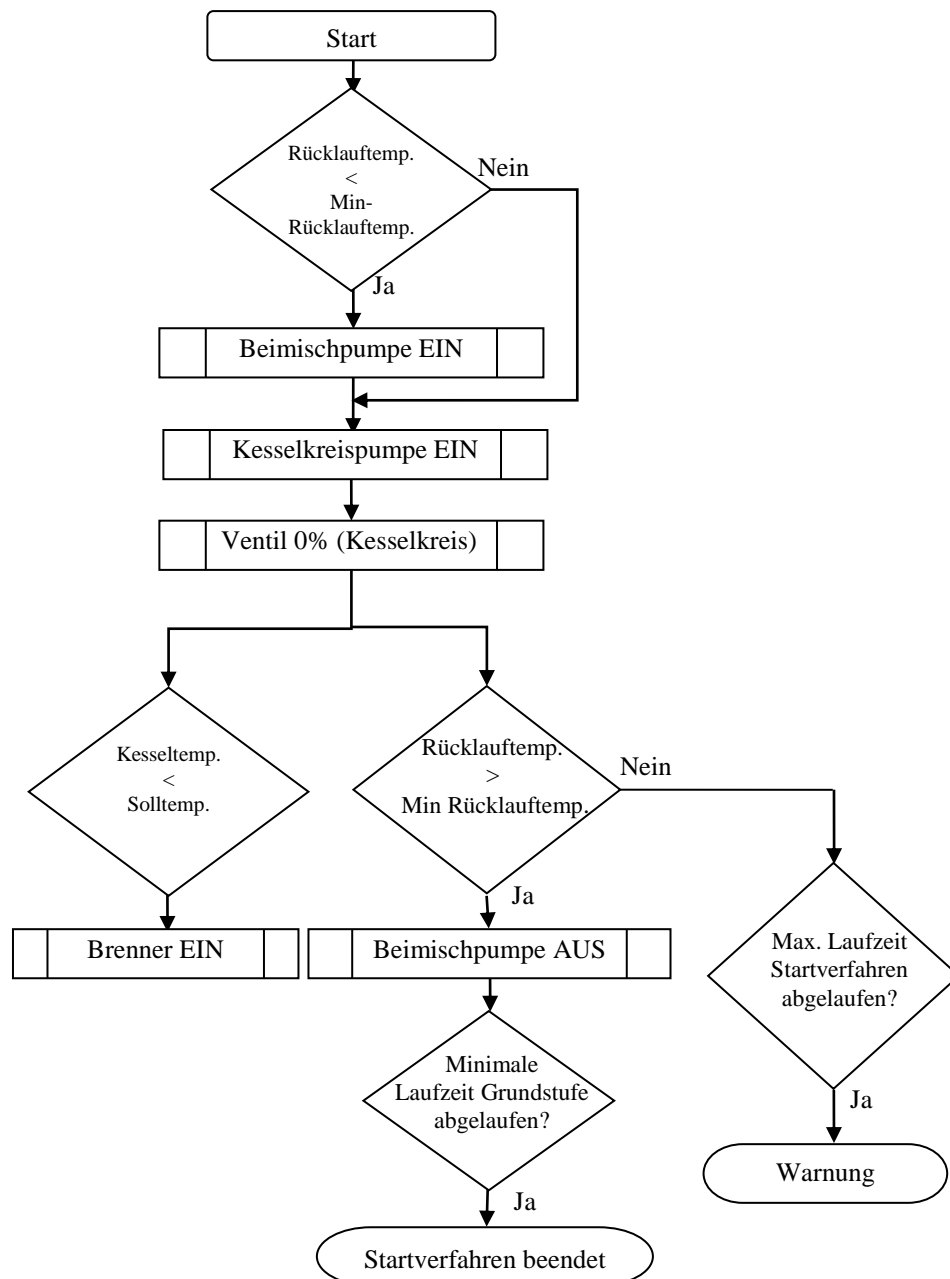 Start
Rücklauftemp.
<
Min-
Rücklauftemp.
Nein
Ja
Beimischpumpe EIN
Kesselkreispumpe EIN
Ventil 0% (Kesselkreis)
Kesseltemp.
<
Solltemp.
Rücklauftemp.
>
Min Rücklauftemp.
Nein
Ja
Brenner EIN
Beimischpumpe AUS
Max. Laufzeit
Startverfahren
abgelaufen?
Minimale
Laufzeit Grundstufe
abgelaufen?
Ja
Warnung
Ja
Startverfahren beendet